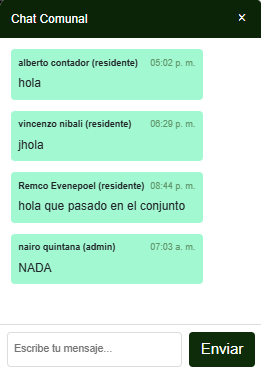 Chat Comunal ×
alberto contador (residente) 05:02 p. m.
hola
vincenzo nibali (residente) 06:29 p. m.
jhola
Remco Evenepoel (residente) 08:44 p. m.
hola que pasado en el conjunto
nairo quintana (admin) 07:03 a. m.
NADA
Escribe tu mensaje... Enviar